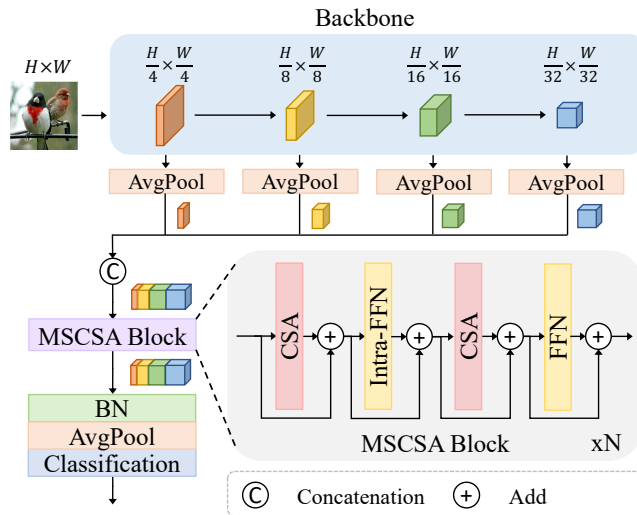 Backbone
H×W
H/4 × W/4
H/8 × W/8
H/16 × W/16
H/32 × W/32
AvgPool
AvgPool
AvgPool
AvgPool
C
MSCSA Block
CSA
+
Intra-FFN
+
CSA
+
FFN
+
MSCSA Block
xN
BN
AvgPool
Classification
C
Concatenation
+
Add